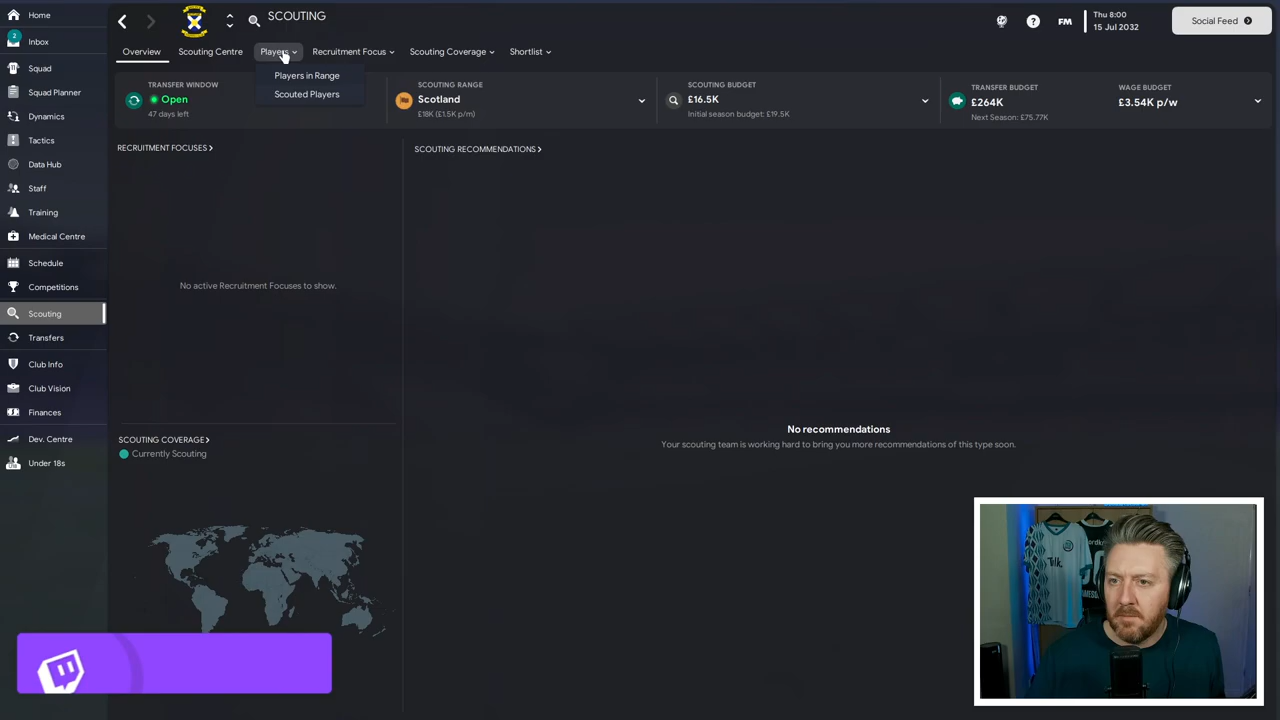 SCOUTING
FM
Thu 8:00
15 Jul 2032
Social Feed
Home
2
Inbox
Squad
Squad Planner
Dynamics
Tactics
Data Hub
Staff
Training
Medical Centre
Schedule
Competitions
Scouting
Transfers
Club Info
Club Vision
Finances
Dev. Centre
Under 18s
Overview
Scouting Centre
Players
Recruitment Focus
Scouting Coverage
Shortlist
Players in Range
Scouted Players
TRANSFER WINDOW
Open
47 days left
SCOUTING RANGE
Scotland
£18K (£1.5K p/m)
SCOUTING BUDGET
£16.5K
Initial season budget: £19.5K
TRANSFER BUDGET
£264K
Next Season: £75.77K
WAGE BUDGET
£3.54K p/w
RECRUITMENT FOCUSES
No active Recruitment Focuses to show.
SCOUTING COVERAGE
Currently Scouting
SCOUTING RECOMMENDATIONS
No recommendations
Your scouting team is working hard to bring you more recommendations of this type soon.